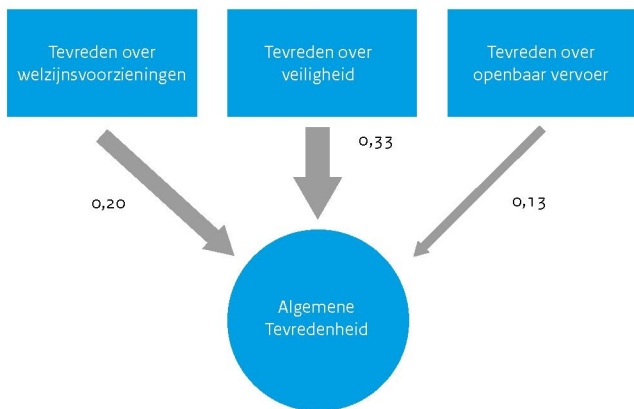 Tevreden over
welzijnsvoorzieningen
Tevreden over
veiligheid
Tevreden over
openbaar vervoer
0,20
0,33
0,13
Algemene
Tevredenheid